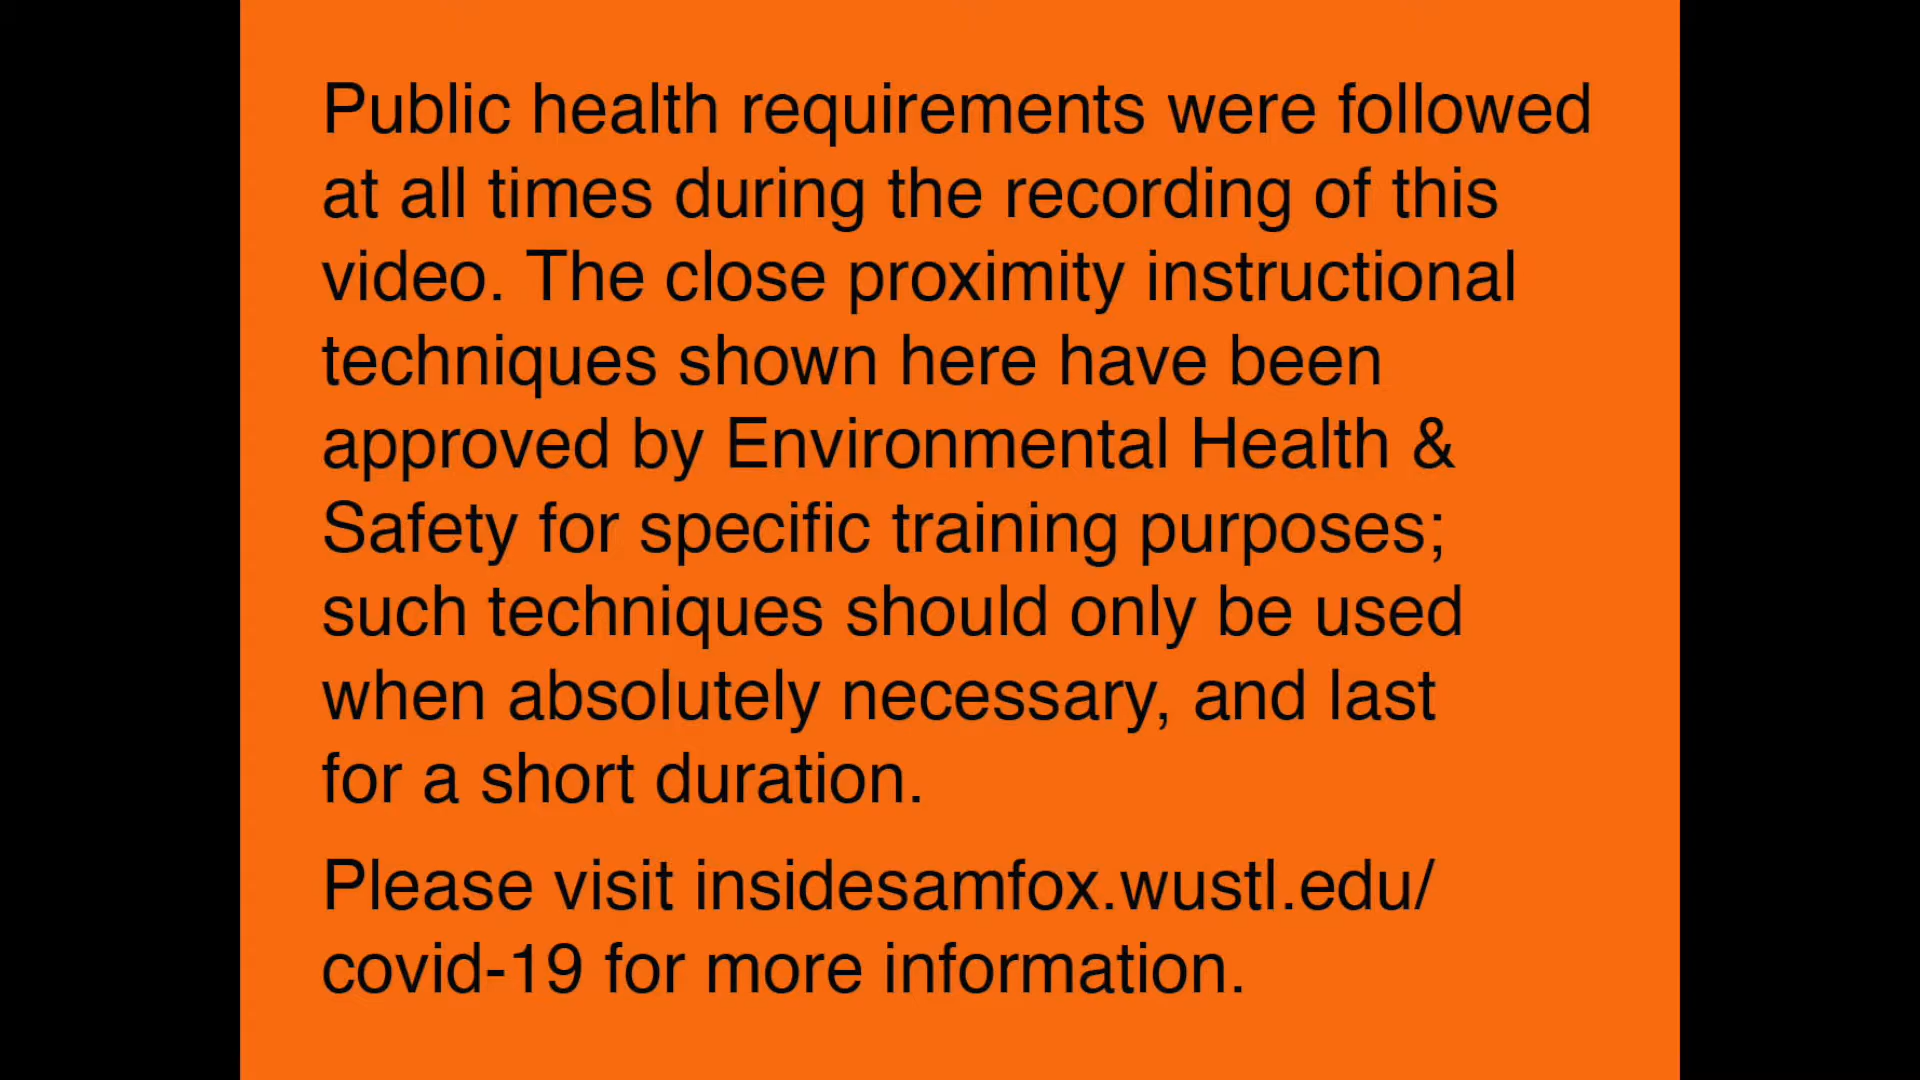 Public health requirements were followed
at all times during the recording of this
video. The close proximity instructional
techniques shown here have been
approved by Environmental Health &
Safety for specific training purposes;
such techniques should only be used
when absolutely necessary, and last
for a short duration.
Please visit insidesamfox.wustl.edu/
covid-19 for more information.